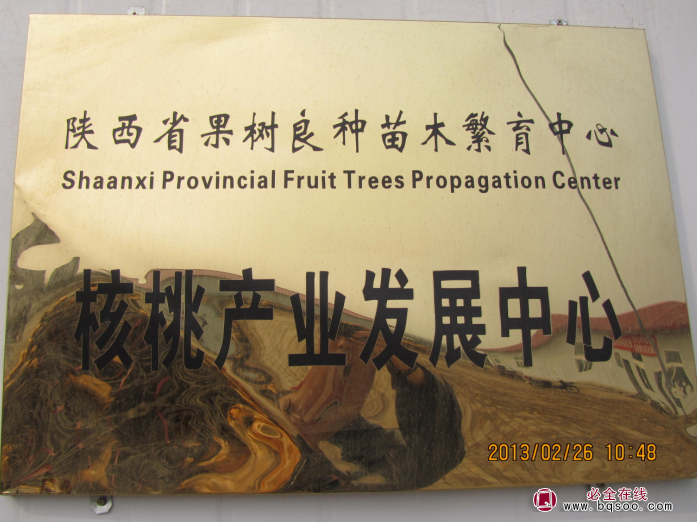 陕西省果树良种苗木繁育中心
Shaanxi Provincial Fruit Trees Propagation Center
核桃产业发展中心
2013/02/26 10:48
必全在线
www.bqsoo.com